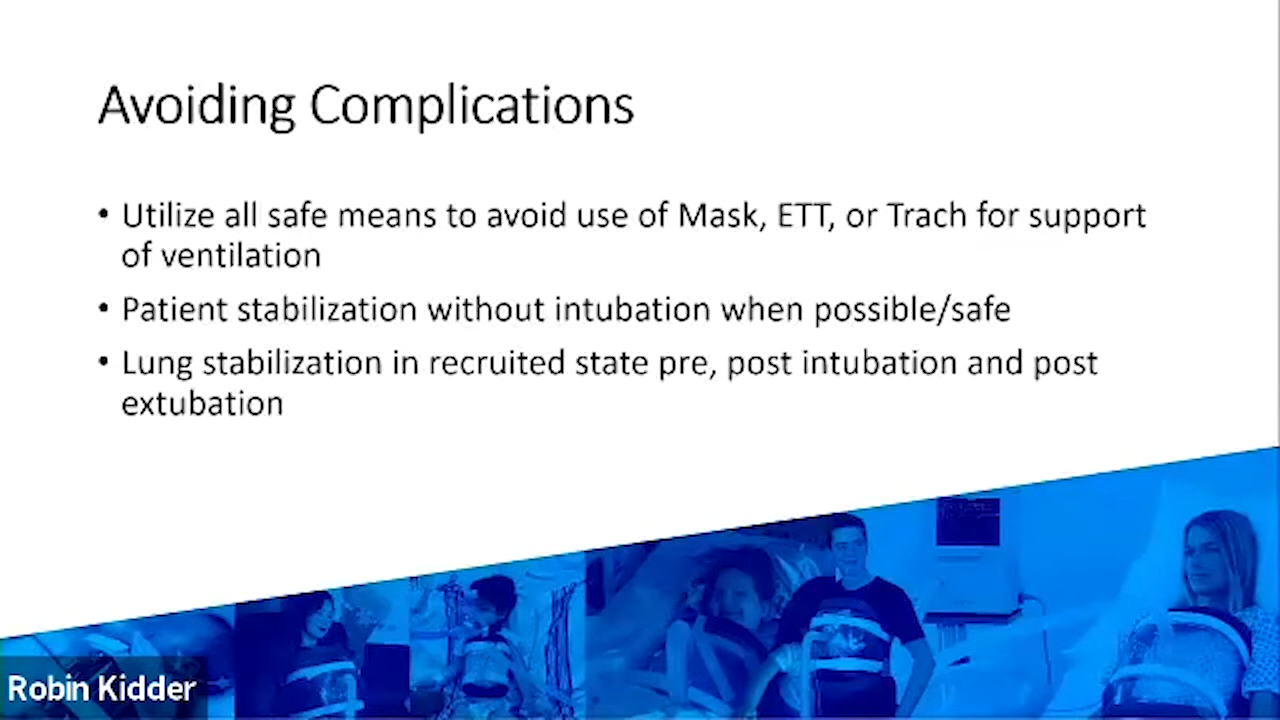 Avoiding Complications
• Utilize all safe means to avoid use of Mask, ETT, or Trach for support
of ventilation
• Patient stabilization without intubation when possible/safe
• Lung stabilization in recruited state pre, post intubation and post
extubation
Robin Kidder